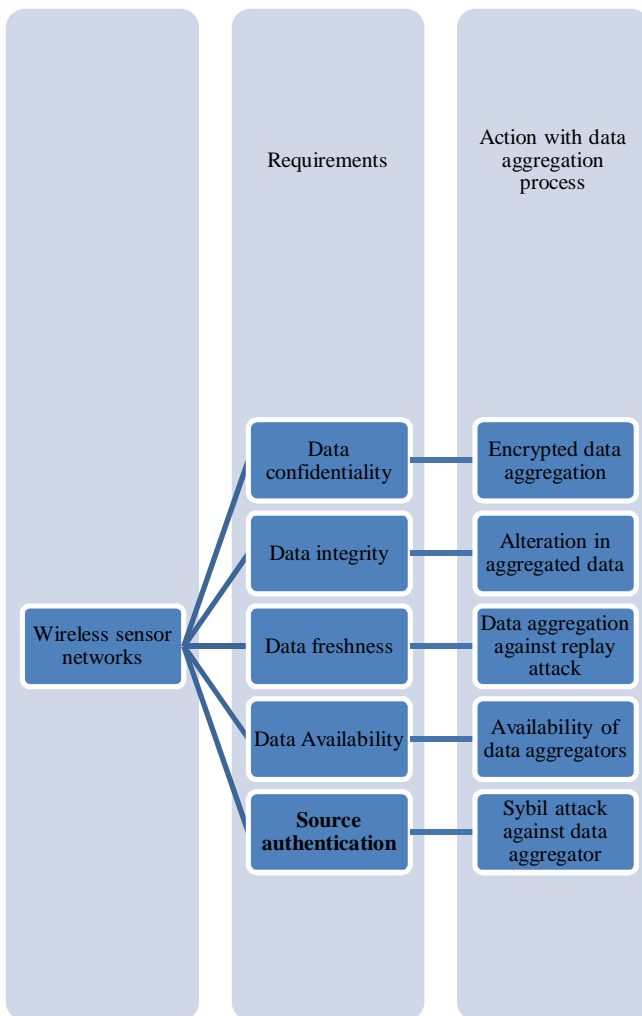 Requirements
Action with data
aggregation
process
Data
confidentiality
Encrypted data
aggregation
Data integrity
Alteration in
aggregated data
Wireless sensor
networks
Data freshness
Data aggregation
against replay
attack
Data Availability
Availability of
data aggregators
Source
authentication
Sybil attack
against data
aggregator